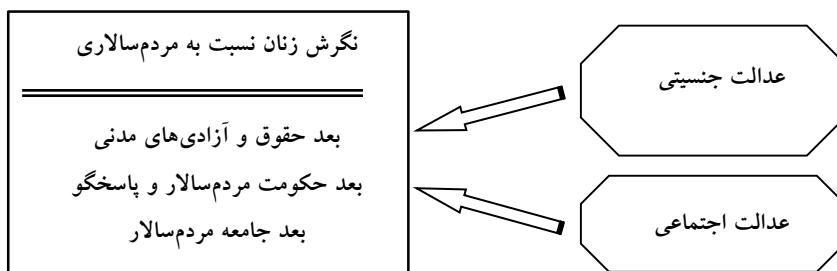 نگرش زنان نسبت به مردم‌سالاری
بعد حقوق و آزادی‌های مدنی
بعد حکومت مردم‌سالار و پاسخگو
بعد جامعه مردم‌سالار
عدالت جنسیتی
عدالت اجتماعی